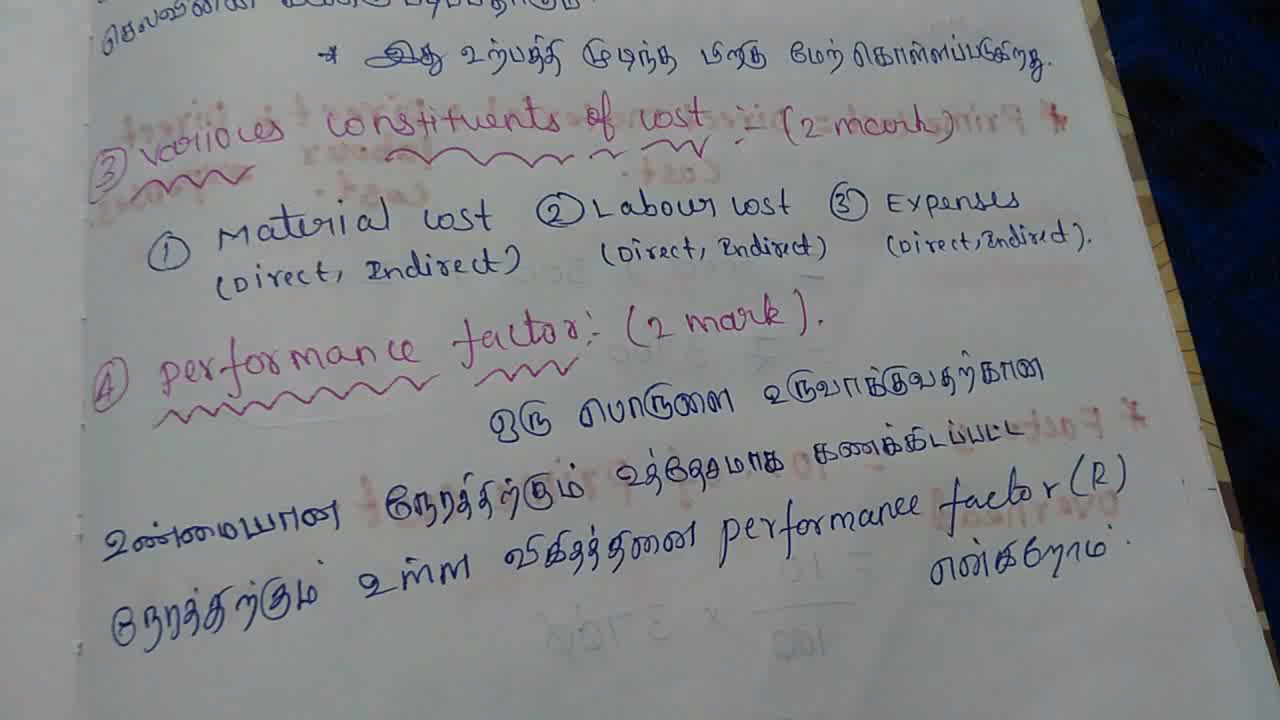 * இது உற்பத்தி முடிந்த பிறகு மேற்கொள்ளப்படுகிறது.
③ various constituents of cost :- (2 mark)
① Material cost ② Labour cost ③ Expenses
(Direct, Indirect) (Direct, Indirect) (Direct, Indirect).
④ performance factor:- (2 mark).
ஒரு பொருளை உருவாக்குவதற்கான
உண்மையான நேரத்திற்கும் உத்தேசமாக கணக்கிடப்பட்ட
நேரத்திற்கும் உள்ள விகிதத்தினை performance factor (R)
என்கிறோம்.